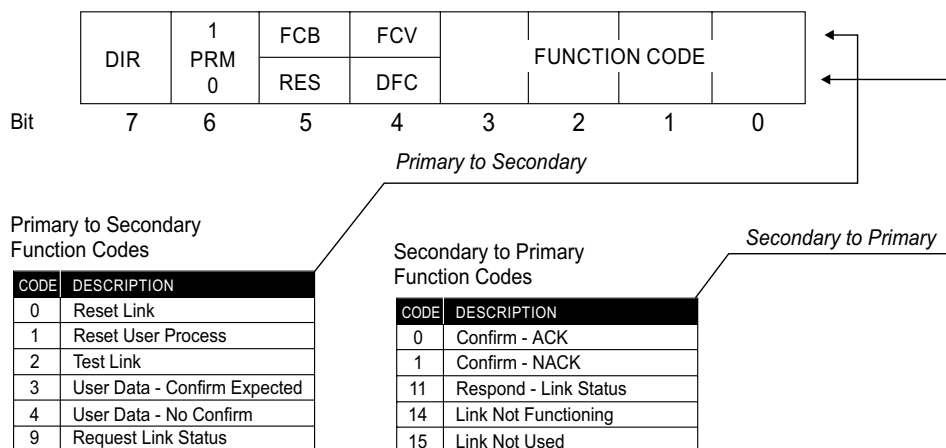 DIR 1 PRM 0 FCB FCV FUNCTION CODE
RES DFC
Bit 7 6 5 4 3 2 1 0
Primary to Secondary
Primary to Secondary
Function Codes
CODE DESCRIPTION
0 Reset Link
1 Reset User Process
2 Test Link
3 User Data - Confirm Expected
4 User Data - No Confirm
9 Request Link Status
Secondary to Primary
Secondary to Primary
Function Codes
CODE DESCRIPTION
0 Confirm - ACK
1 Confirm - NACK
11 Respond - Link Status
14 Link Not Functioning
15 Link Not Used